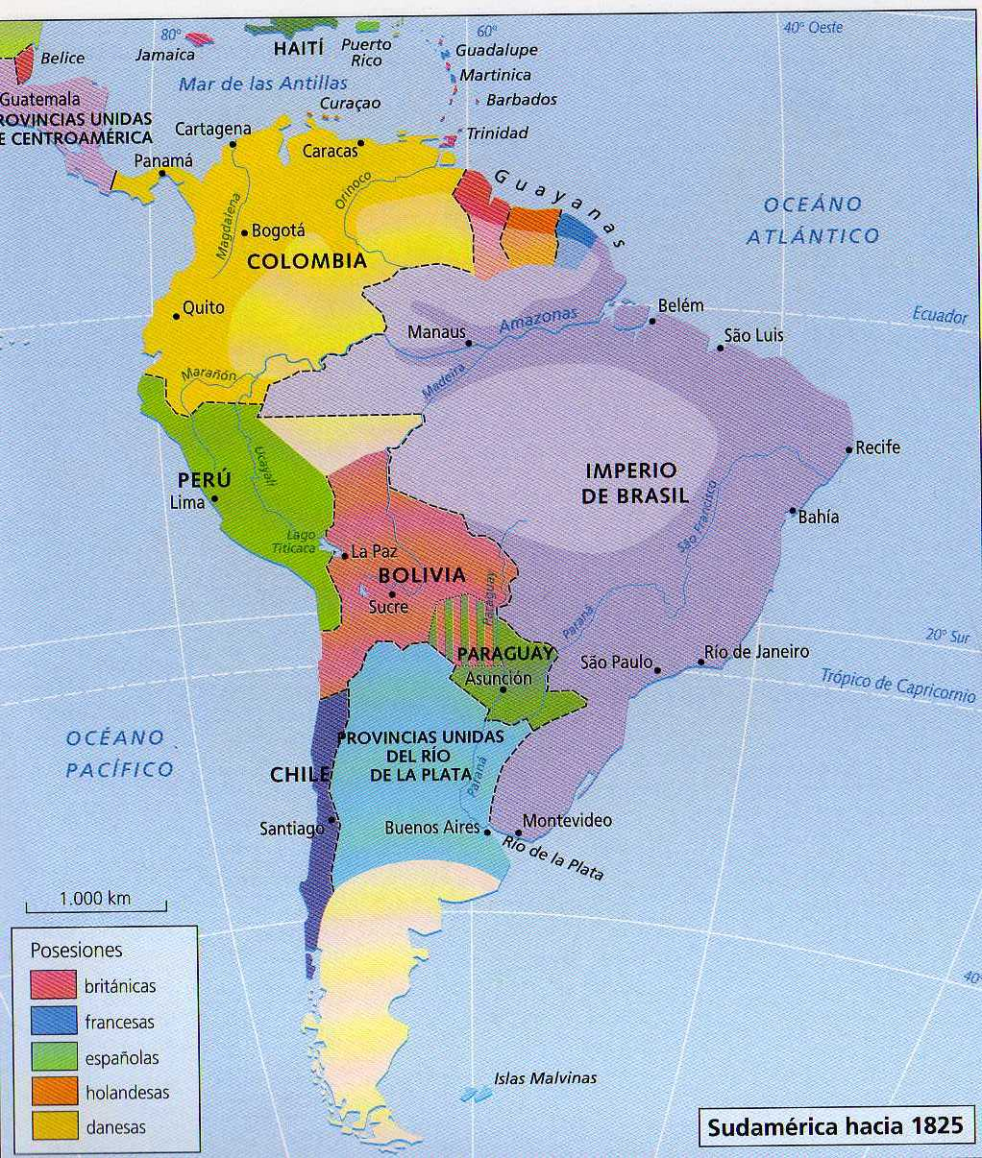 80°
60°
40° Oeste
Belice
Jamaica
HAITÍ
Puerto
Rico
Guadalupe
Martinica
Barbados
Mar de las Antillas
Curaçao
Trinidad
Guatemala
ROVINCIAS UNIDAS
E CENTROAMÉRICA
Cartagena
Caracas
Panamá
Orinoco
Magdalena
Guayanas
OCEÁNO
ATLÁNTICO
Bogotá
COLOMBIA
Quito
Belém
Ecuador
Manaus
Amazonas
São Luis
Madeira
Marañón
Ucayali
PERÚ
Lima
IMPERIO
DE BRASIL
Recife
São Francisco
Bahía
Lago
Titicaca
La Paz
BOLIVIA
Sucre
Paraguay
Paraná
20° Sur
PARAGUAY
Asunción
São Paulo
Río de Janeiro
Trópico de Capricornio
OCÉANO
PACÍFICO
PROVINCIAS UNIDAS
DEL RÍO
DE LA PLATA
CHILE
Paraná
Santiago
Buenos Aires
Montevideo
Río de la Plata
1.000 km
Posesiones
británicas
francesas
españolas
holandesas
danesas
40°
Islas Malvinas
Sudamérica hacia 1825